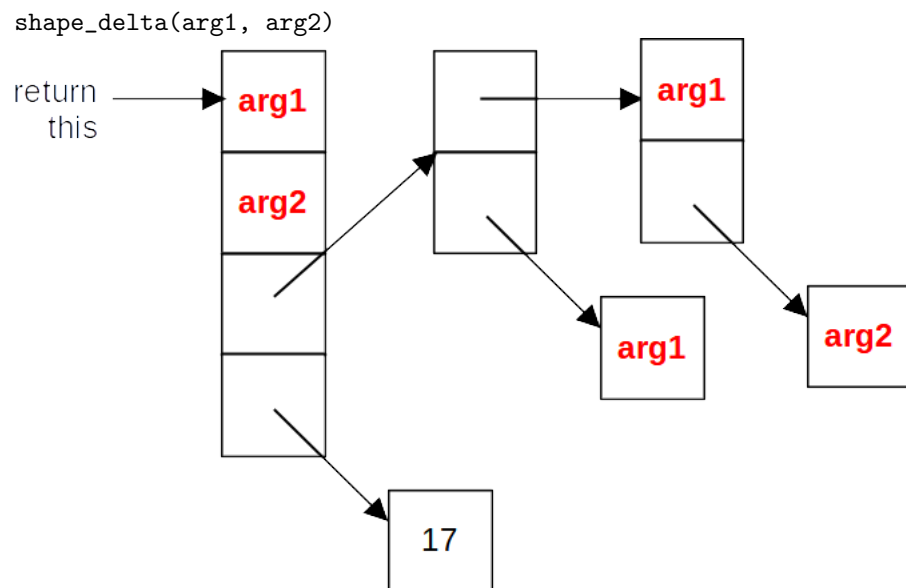 shape_delta(arg1, arg2)
return
this
arg1
arg1
arg2
arg1
arg2
17